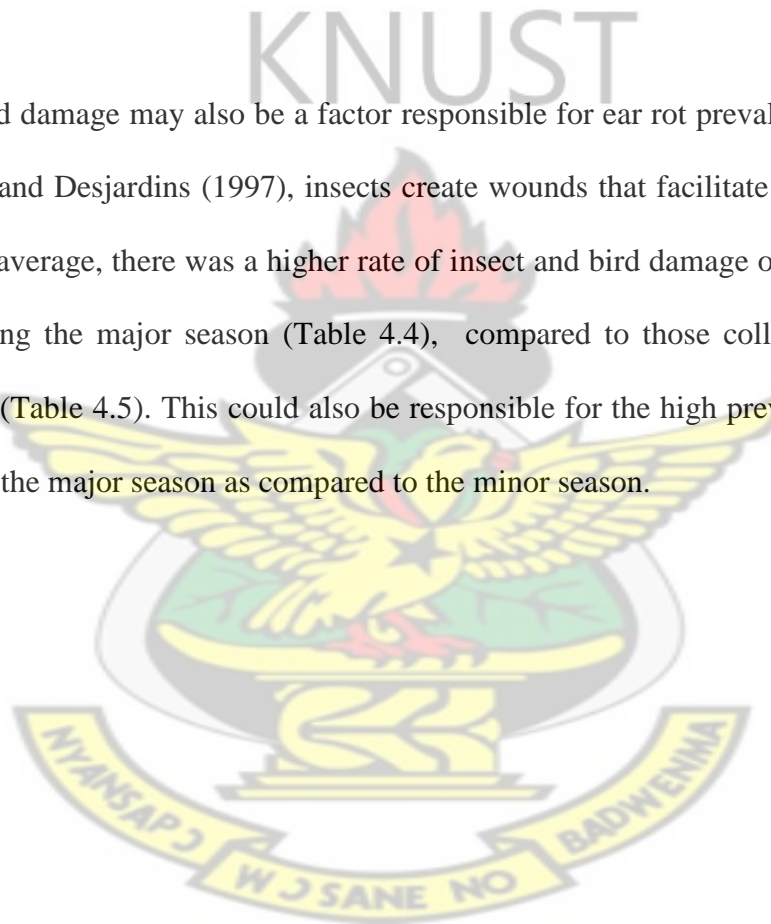 KNUST
d damage may also be a factor responsible for ear rot preval
and Desjardins (1997), insects create wounds that facilitate
average, there was a higher rate of insect and bird damage o
ing the major season (Table 4.4), compared to those coll
(Table 4.5). This could also be responsible for the high prev
the major season as compared to the minor season.
NYANSAPƆ
WƆ SANE NO
BADWENMA